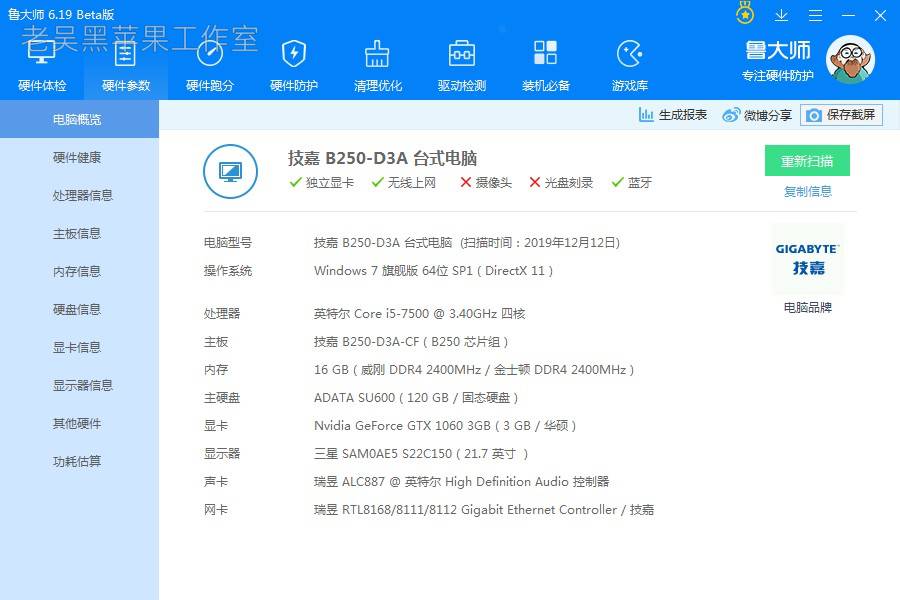 鲁大师 6.19 Beta版
老吴黑苹果工作室
硬件体检 硬件参数 硬件跑分 硬件防护 清理优化 驱动检测 装机必备 游戏库
鲁大师
专注硬件防护
电脑概览
硬件健康
处理器信息
主板信息
内存信息
硬盘信息
显卡信息
显示器信息
其他硬件
功耗估算
生成报表 微博分享 保存截屏
技嘉 B250-D3A 台式电脑
独立显卡 无线上网 摄像头 光盘刻录 蓝牙
重新扫描
复制信息
电脑型号 技嘉 B250-D3A 台式电脑 (扫描时间：2019年12月12日)
操作系统 Windows 7 旗舰版 64位 SP1 ( DirectX 11 )
GIGABYTE™
技嘉
电脑品牌
处理器 英特尔 Core i5-7500 @ 3.40GHz 四核
主板 技嘉 B250-D3A-CF ( B250 芯片组 )
内存 16 GB ( 威刚 DDR4 2400MHz / 金士顿 DDR4 2400MHz )
主硬盘 ADATA SU600 ( 120 GB / 固态硬盘 )
显卡 Nvidia GeForce GTX 1060 3GB ( 3 GB / 华硕 )
显示器 三星 SAM0AE5 S22C150 ( 21.7 英寸 )
声卡 瑞昱 ALC887 @ 英特尔 High Definition Audio 控制器
网卡 瑞昱 RTL8168/8111/8112 Gigabit Ethernet Controller / 技嘉